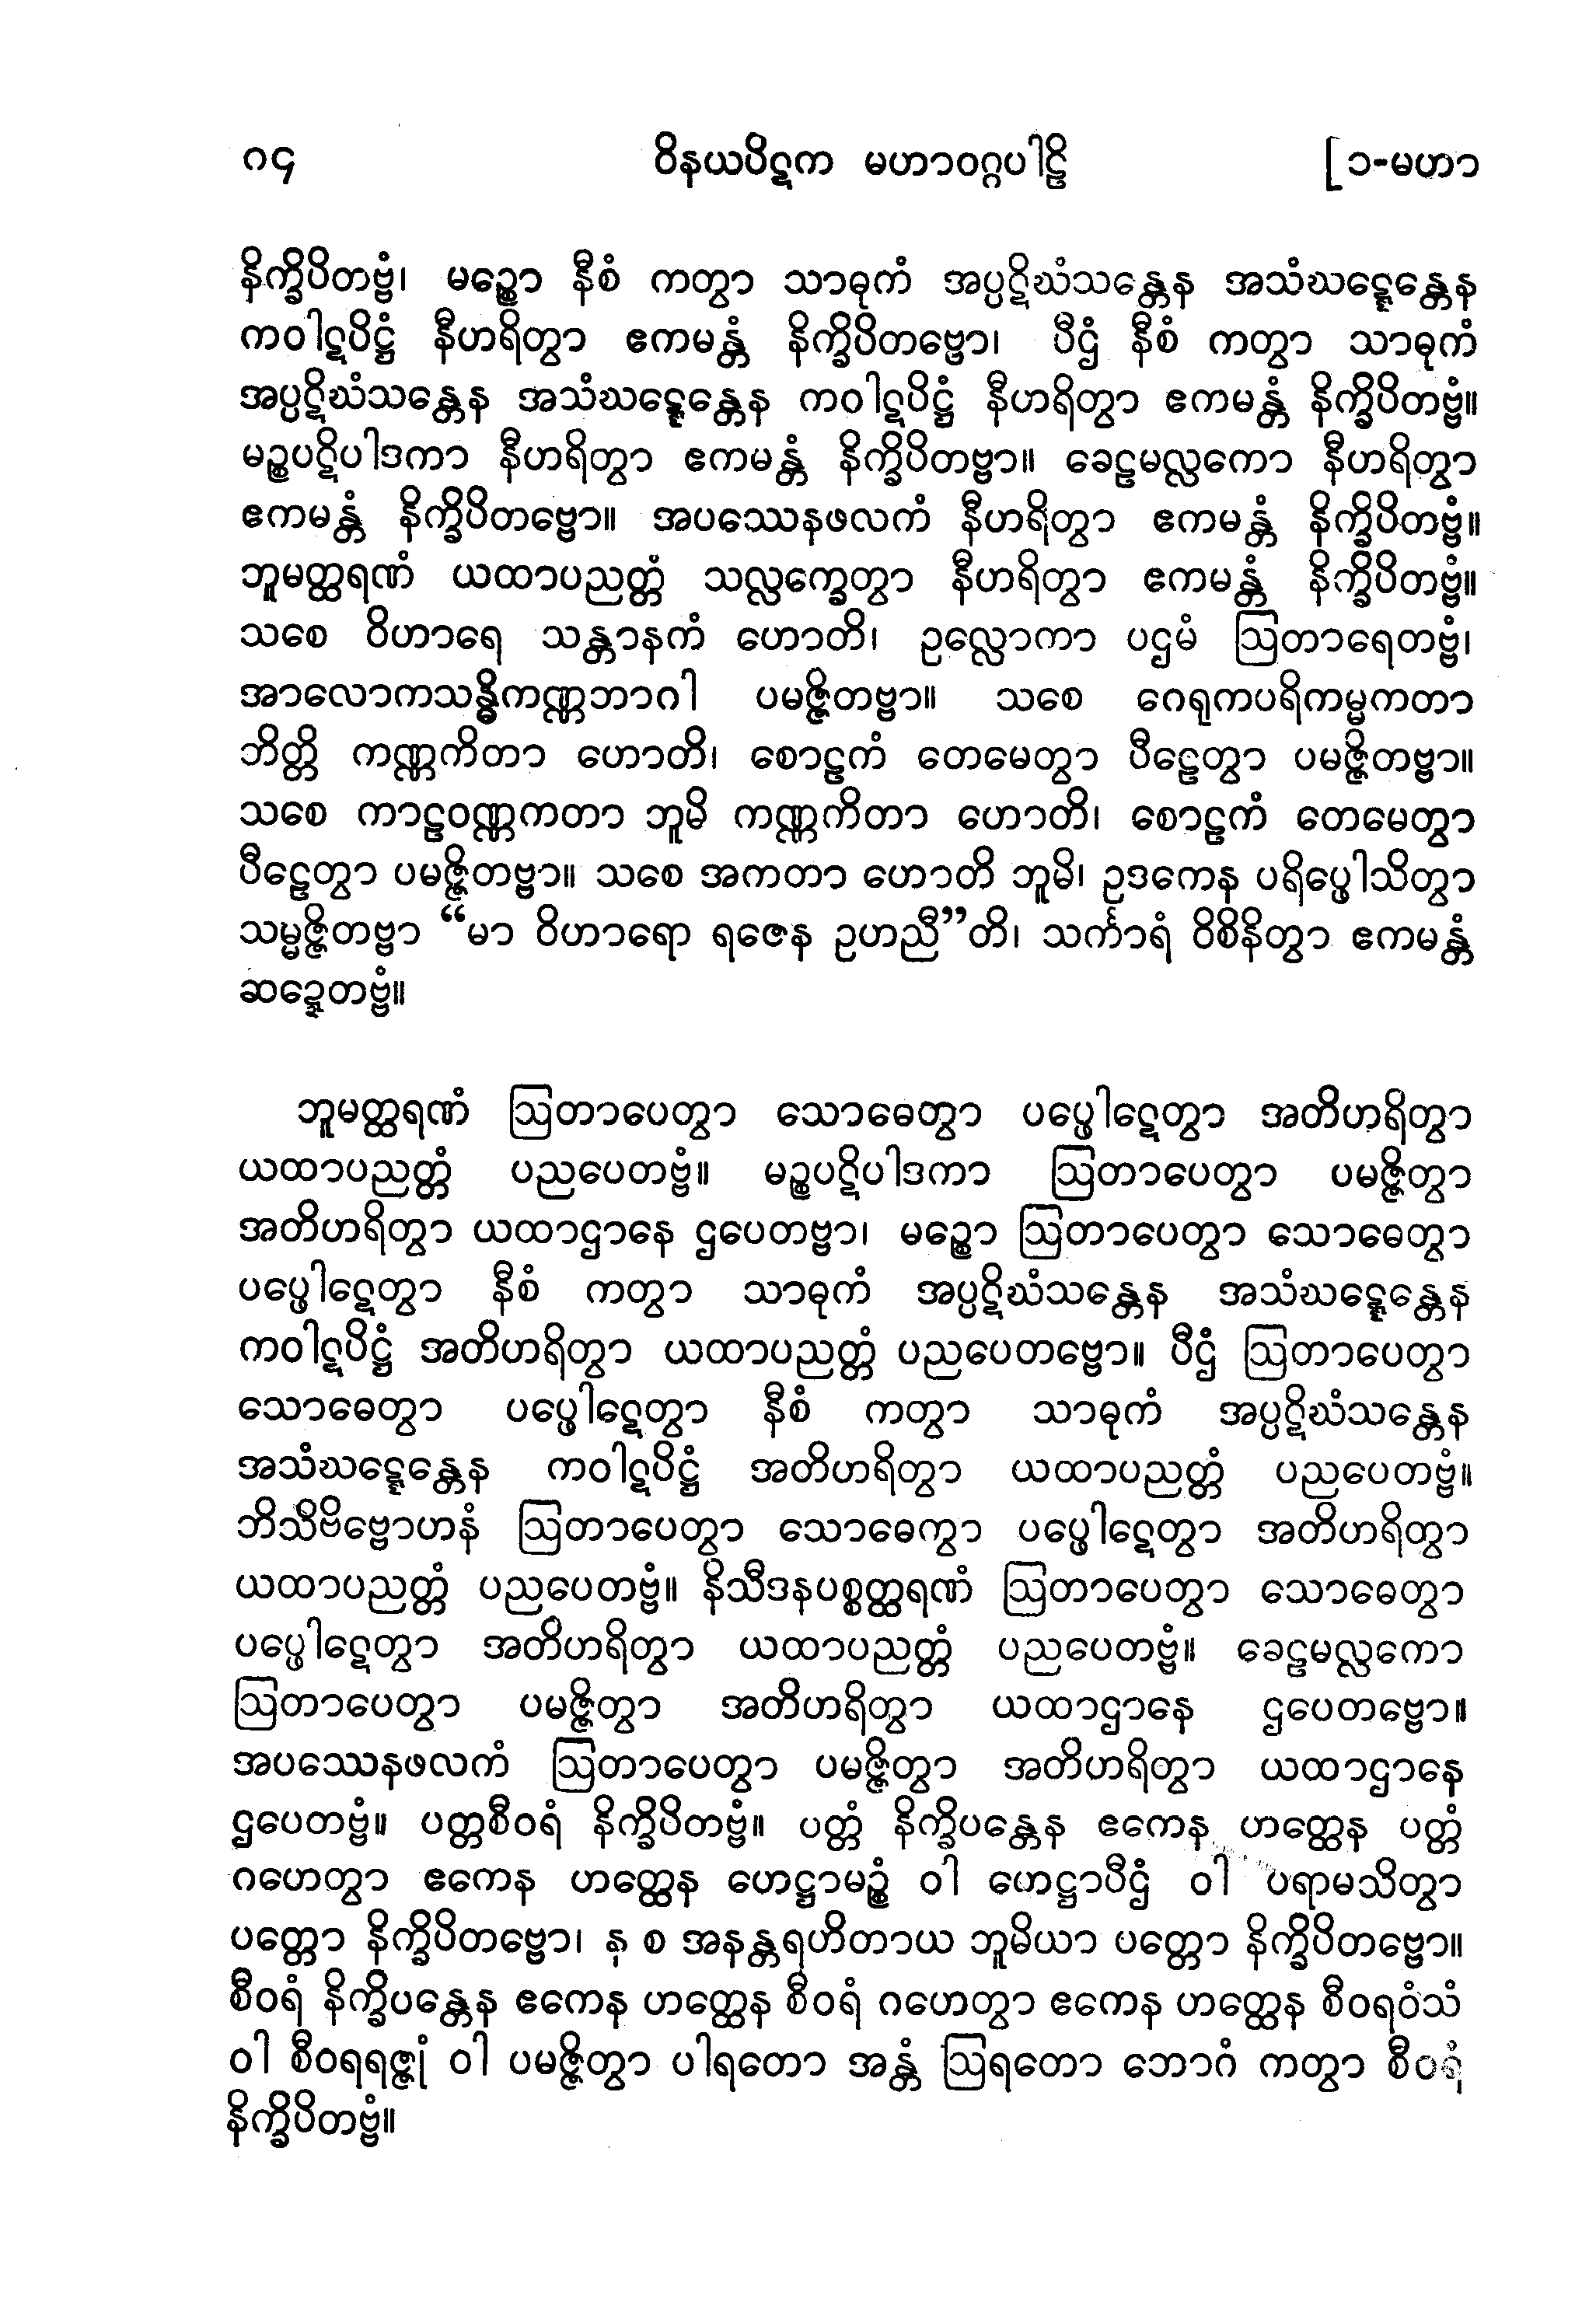 ၈၄ ဝိနယပိဋက မဟာဝဂ္ဂပါဠိ [၁-မဟာ
နိက္ခိပိတဗ္ဗံ၊ မဉ္စော နီစံ ကတွာ သာဓုကံ အပ္ပဋိဃံသန္တေန အသံဃဋ္ဋေန္တေန
ကဝါဋပိဋ္ဌံ နီဟရိတွာ ဧကမန္တံ နိက္ခိပိတဗ္ဗော၊ ပီဌံ နီစံ ကတွာ သာဓုကံ
အပ္ပဋိဃံသန္တေန အသံဃဋ္ဋေန္တေန ကဝါဋပိဋ္ဌံ နီဟရိတွာ ဧကမန္တံ နိက္ခိပိတဗ္ဗံ။
မဉ္စပဋိပါဒကာ နီဟရိတွာ ဧကမန္တံ နိက္ခိပိတဗ္ဗာ။ ခေဠမလ္လကော နီဟရိတွာ
ဧကမန္တံ နိက္ခိပိတဗ္ဗော။ အပဿေနဖလကံ နီဟရိတွာ ဧကမန္တံ နိက္ခိပိတဗ္ဗံ။
ဘူမတ္ထရဏံ ယထာပညတ္တံ သလ္လက္ခေတွာ နီဟရိတွာ ဧကမန္တံ နိက္ခိပိတဗ္ဗံ။
သစေ ဝိဟာရေ သန္တာနကံ ဟောတိ၊ ဥလ္လောကာ ပဌမံ ဩတာရေတဗ္ဗံ၊
အာလောကသန္ဓိကဏ္ဏဘာဂါ ပမဇ္ဇိတဗ္ဗာ။ သစေ ဂေရုကပရိကမ္မကတာ
ဘိတ္တိ ကဏ္ဏကိတာ ဟောတိ၊ စောဠကံ တေမေတွာ ပီဠေတွာ ပမဇ္ဇိတဗ္ဗာ။
သစေ ကာဠဝဏ္ဏကတာ ဘူမိ ကဏ္ဏကိတာ ဟောတိ၊ စောဠကံ တေမေတွာ
ပီဠေတွာ ပမဇ္ဇိတဗ္ဗာ။ သစေ အကတာ ဟောတိ ဘူမိ၊ ဥဒကေန ပရိပ္ဖေါသိတွာ
သမ္မဇ္ဇိတဗ္ဗာ “မာ ဝိဟာရော ရဇေန ဥဟညီ”တိ၊ သင်္ကာရံ ဝိစိနိတွာ ဧကမန္တံ
ဆဍ္ဍေတဗ္ဗံ။
ဘူမတ္ထရဏံ ဩတာပေတွာ သောဓေတွာ ပပ္ဖေါဋေတွာ အတိဟရိတွာ
ယထာပညတ္တံ ပညပေတဗ္ဗံ။ မဉ္စပဋိပါဒကာ ဩတာပေတွာ ပမဇ္ဇိတွာ
အတိဟရိတွာ ယထာဌာနေ ဌပေတဗ္ဗာ၊ မဉ္စော ဩတာပေတွာ သောဓေတွာ
ပပ္ဖေါဋေတွာ နီစံ ကတွာ သာဓုကံ အပ္ပဋိဃံသန္တေန အသံဃဋ္ဋေန္တေန
ကဝါဋပိဋ္ဌံ အတိဟရိတွာ ယထာပညတ္တံ ပညပေတဗ္ဗော။ ပီဌံ ဩတာပေတွာ
သောဓေတွာ ပပ္ဖေါဋေတွာ နီစံ ကတွာ သာဓုကံ အပ္ပဋိဃံသန္တေန
အသံဃဋ္ဋေန္တေန ကဝါဋပိဋ္ဌံ အတိဟရိတွာ ယထာပညတ္တံ ပညပေတဗ္ဗံ။
ဘိသိဗိဗ္ဗောဟနံ ဩတာပေတွာ သောဓေကွာ ပပ္ဖေါဋေတွာ အတိဟရိတွာ
ယထာပညတ္တံ ပညပေတဗ္ဗံ။ နိသီဒနပစ္စတ္ထရဏံ ဩတာပေတွာ သောဓေတွာ
ပပ္ဖေါဋေတွာ အတိဟရိတွာ ယထာပညတ္တံ ပညပေတဗ္ဗံ။ ခေဠမလ္လကော
ဩတာပေတွာ ပမဇ္ဇိတွာ အတိဟရိတွာ ယထာဌာနေ ဌပေတဗ္ဗော။
အပဿေနဖလကံ ဩတာပေတွာ ပမဇ္ဇိတွာ အတိဟရိတွာ ယထာဌာနေ
ဌပေတဗ္ဗံ။ ပတ္တစီဝရံ နိက္ခိပိတဗ္ဗံ။ ပတ္တံ နိက္ခိပန္တေန ဧကေန ဟတ္ထေန ပတ္တံ
ဂဟေတွာ ဧကေန ဟတ္ထေန ဟေဋ္ဌာမဉ္စံ ဝါ ဟေဋ္ဌာပီဌံ ဝါ ပရာမသိတွာ
ပတ္တော နိက္ခိပိတဗ္ဗော၊ န စ အနန္တရဟိတာယ ဘူမိယာ ပတ္တော နိက္ခိပိတဗ္ဗော။
စီဝရံ နိက္ခိပန္တေန ဧကေန ဟတ္ထေန စီဝရံ ဂဟေတွာ ဧကေန ဟတ္ထေန စီဝရဝံသံ
ဝါ စီဝရရဇ္ဇုံ ဝါ ပမဇ္ဇိတွာ ပါရတော အန္တံ ဩရတော ဘောဂံ ကတွာ စီဝရံ
နိက္ခိပိတဗ္ဗံ။